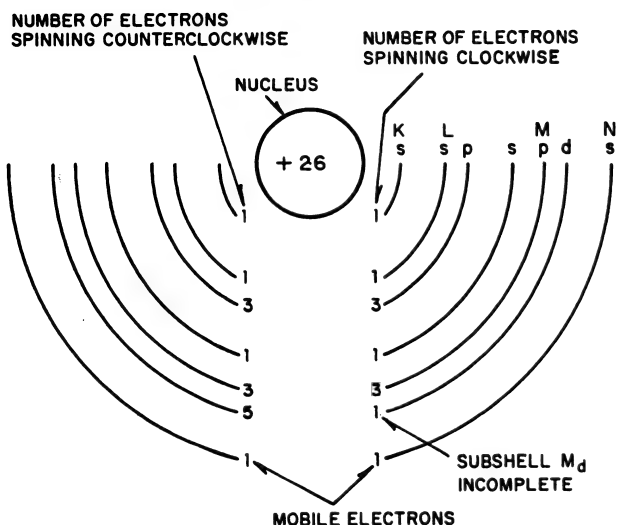 NUMBER OF ELECTRONS
SPINNING COUNTERCLOCKWISE
NUMBER OF ELECTRONS
SPINNING CLOCKWISE
NUCLEUS
K L M N
s s p s p d s
+ 26
1 1
1 1
3 3
1 1
3 3
5 1
1 1
SUBSHELL Md
INCOMPLETE
MOBILE ELECTRONS